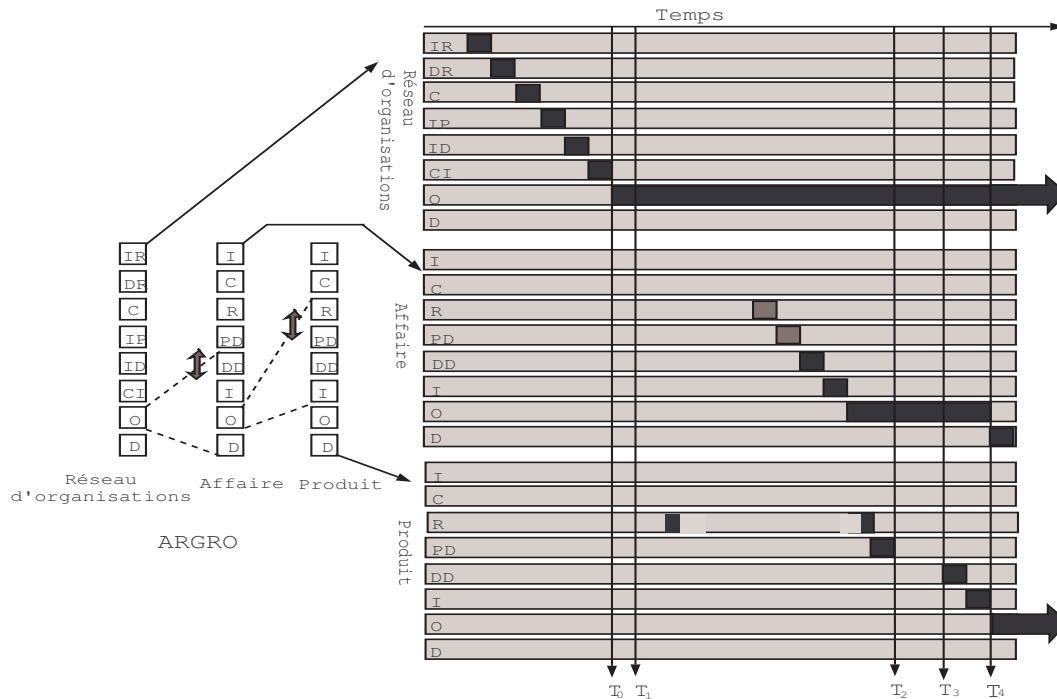 Temps
Réseau
d'organisations
IR
DR
C
IP
ID
CI
O
D
Affaire
I
C
R
PD
DD
I
O
D
Produit
I
C
R
PD
DD
I
O
D
IR I I
DR C C
C R R
IP PD PD
ID DD DD
CI I I
O O O
D D D
Réseau
d'organisations Affaire Produit
ARGRO
T0 T1 T2 T3 T4